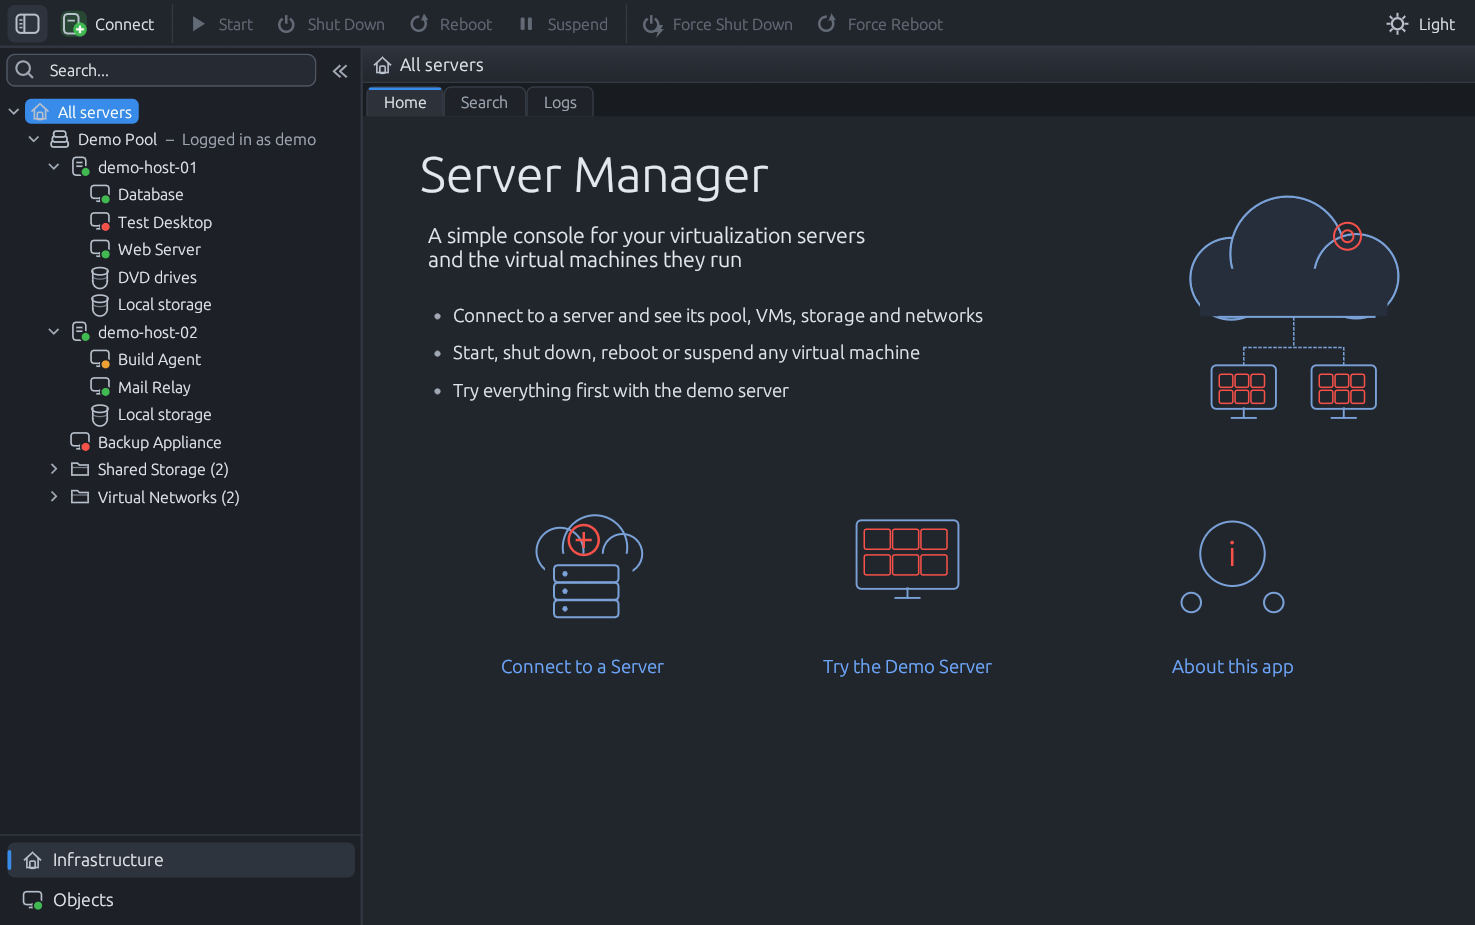 Connect
Start
Shut Down
Reboot
Suspend
Force Shut Down
Force Reboot
Light
Search...
All servers
Demo Pool – Logged in as demo
demo-host-01
Database
Test Desktop
Web Server
DVD drives
Local storage
demo-host-02
Build Agent
Mail Relay
Local storage
Backup Appliance
Shared Storage (2)
Virtual Networks (2)
Infrastructure
Objects
All servers
Home
Search
Logs
Server Manager
A simple console for your virtualization servers
and the virtual machines they run
• Connect to a server and see its pool, VMs, storage and networks
• Start, shut down, reboot or suspend any virtual machine
• Try everything first with the demo server
i
Connect to a Server
Try the Demo Server
About this app